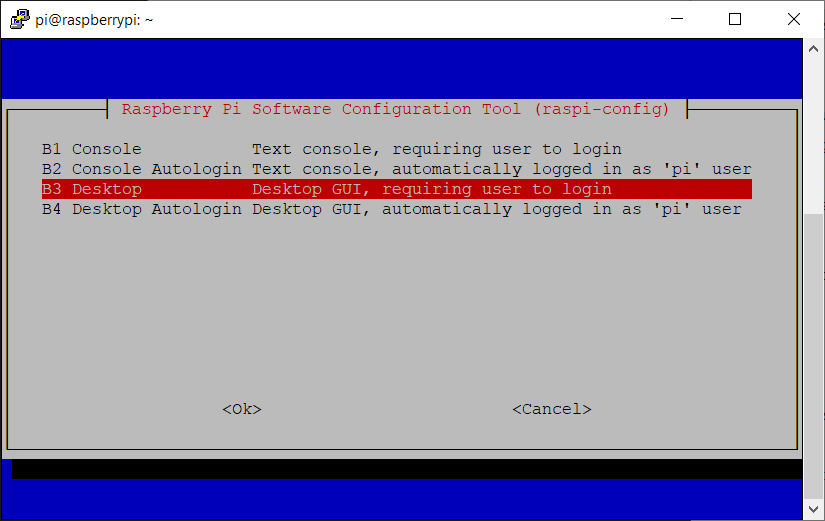 pi@raspberrypi: ~
Raspberry Pi Software Configuration Tool (raspi-config)
B1 Console Text console, requiring user to login
B2 Console Autologin Text console, automatically logged in as 'pi' user
B3 Desktop Desktop GUI, requiring user to login
B4 Desktop Autologin Desktop GUI, automatically logged in as 'pi' user
<Ok> <Cancel>